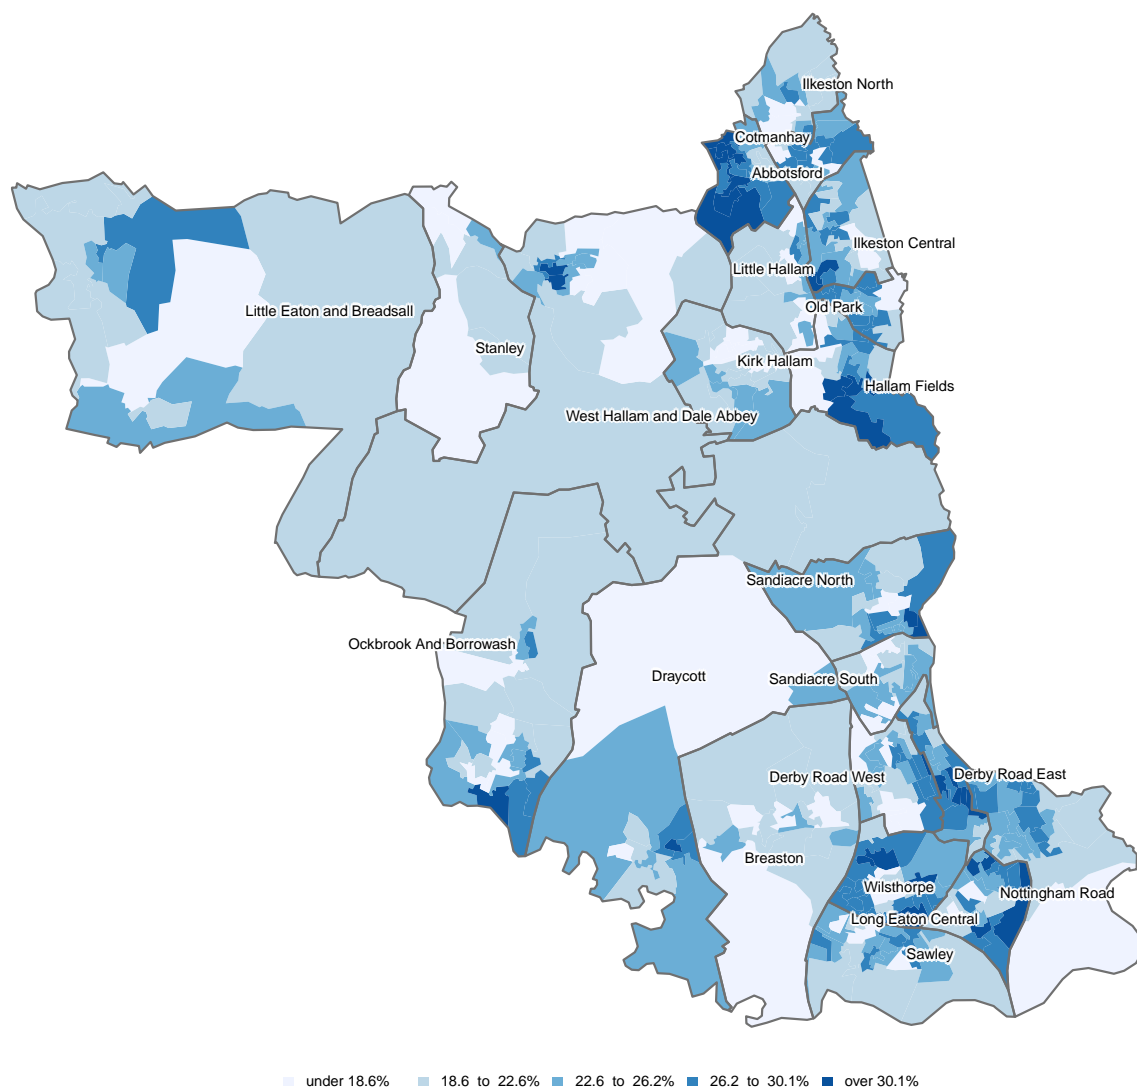 Ilkeston North
Cotmanhay
Abbotsford
Ilkeston Central
Little Hallam
Little Eaton and Breadsall
Old Park
Stanley
Kirk Hallam
Hallam Fields
West Hallam and Dale Abbey
Sandiacre North
Ockbrook And Borrowash
Draycott
Sandiacre South
Derby Road West
Derby Road East
Breaston
Wilsthorpe
Nottingham Road
Long Eaton Central
Sawley
under 18.6% 18.6 to 22.6% 22.6 to 26.2% 26.2 to 30.1% over 30.1%